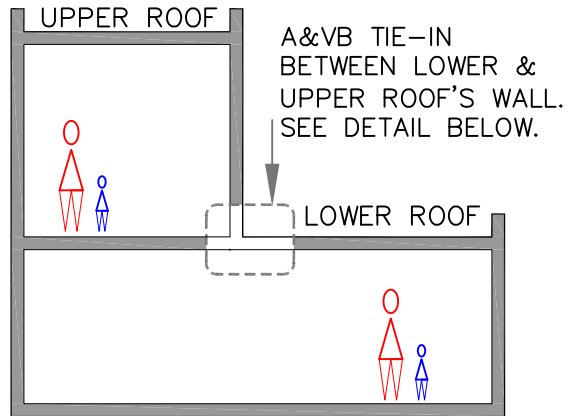 UPPER ROOF
A&VB TIE-IN
BETWEEN LOWER &
UPPER ROOF'S WALL.
SEE DETAIL BELOW.
LOWER ROOF